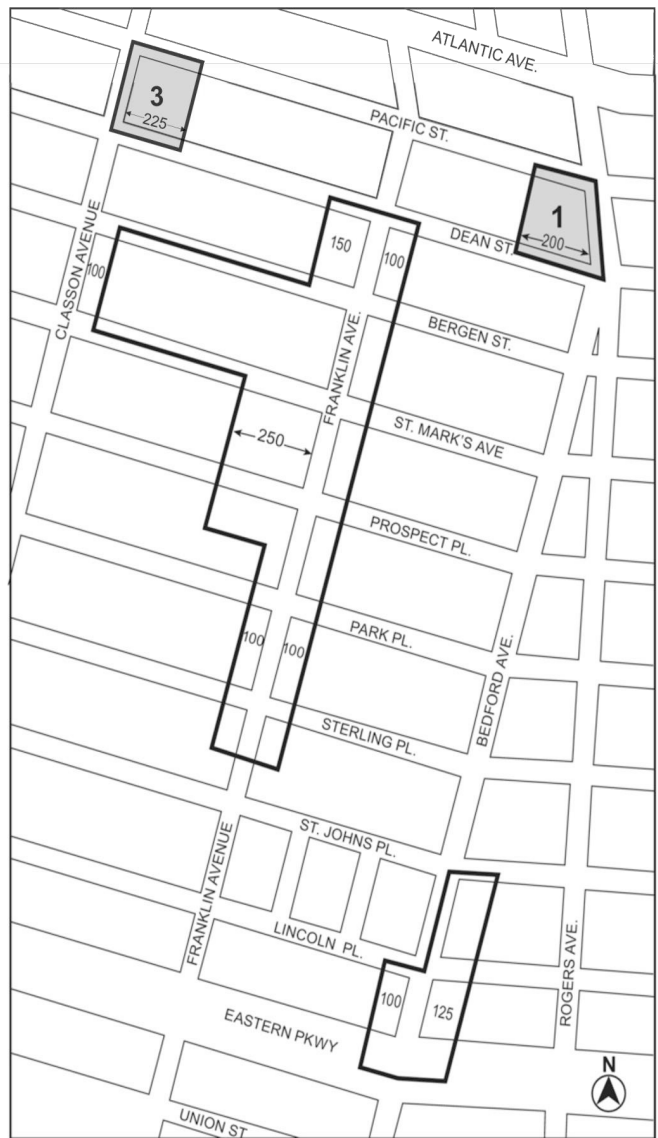 ATLANTIC AVE.
3
225
PACIFIC ST.
1
200
DEAN ST.
150
100
100
CLASSON AVENUE
BERGEN ST.
FRANKLIN AVE.
ST. MARK'S AVE
250
PROSPECT PL.
PARK PL.
100
100
BEDFORD AVE.
STERLING PL.
ST. JOHNS PL.
FRANKLIN AVENUE
LINCOLN PL.
ROGERS AVE.
100
125
EASTERN PKWY
N
UNION ST